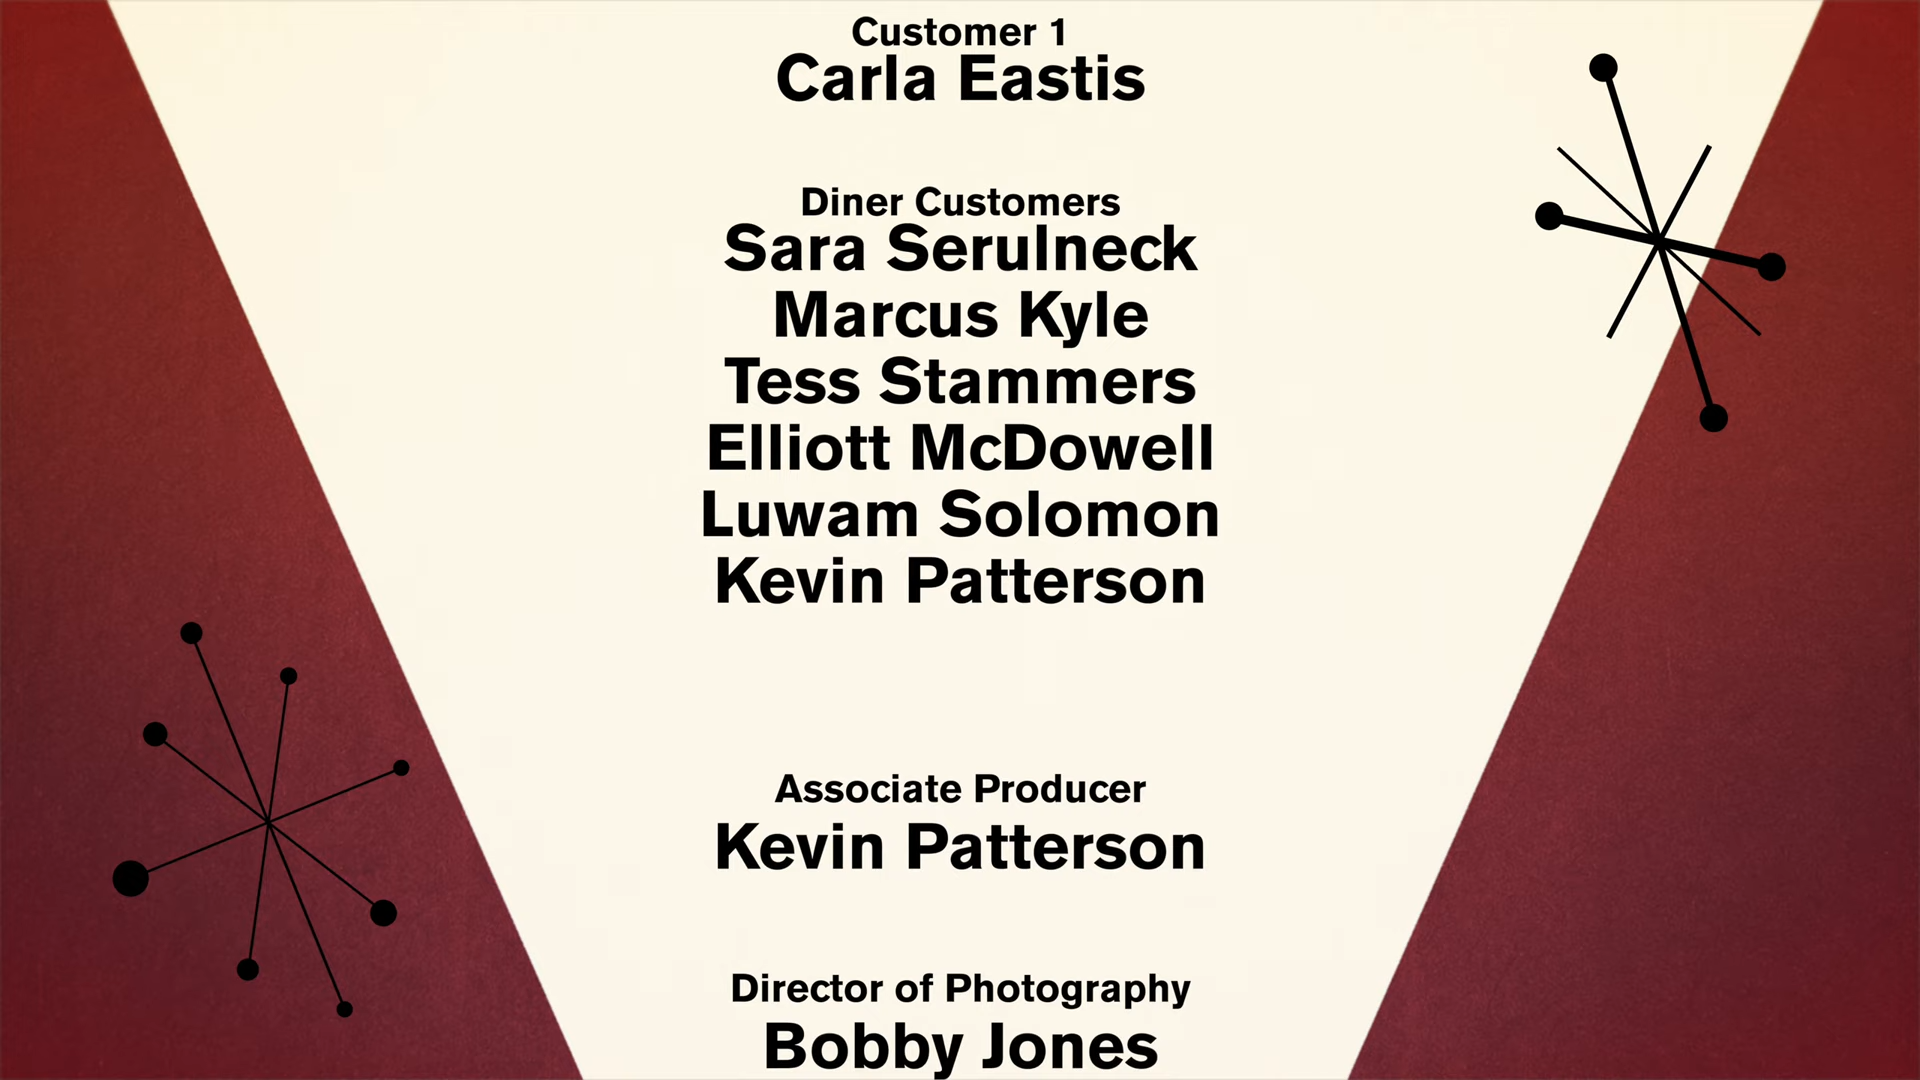 Customer 1
Carla Eastis
Diner Customers
Sara Serulneck
Marcus Kyle
Tess Stammers
Elliott McDowell
Luwam Solomon
Kevin Patterson
Associate Producer
Kevin Patterson
Director of Photography
Bobby Jones